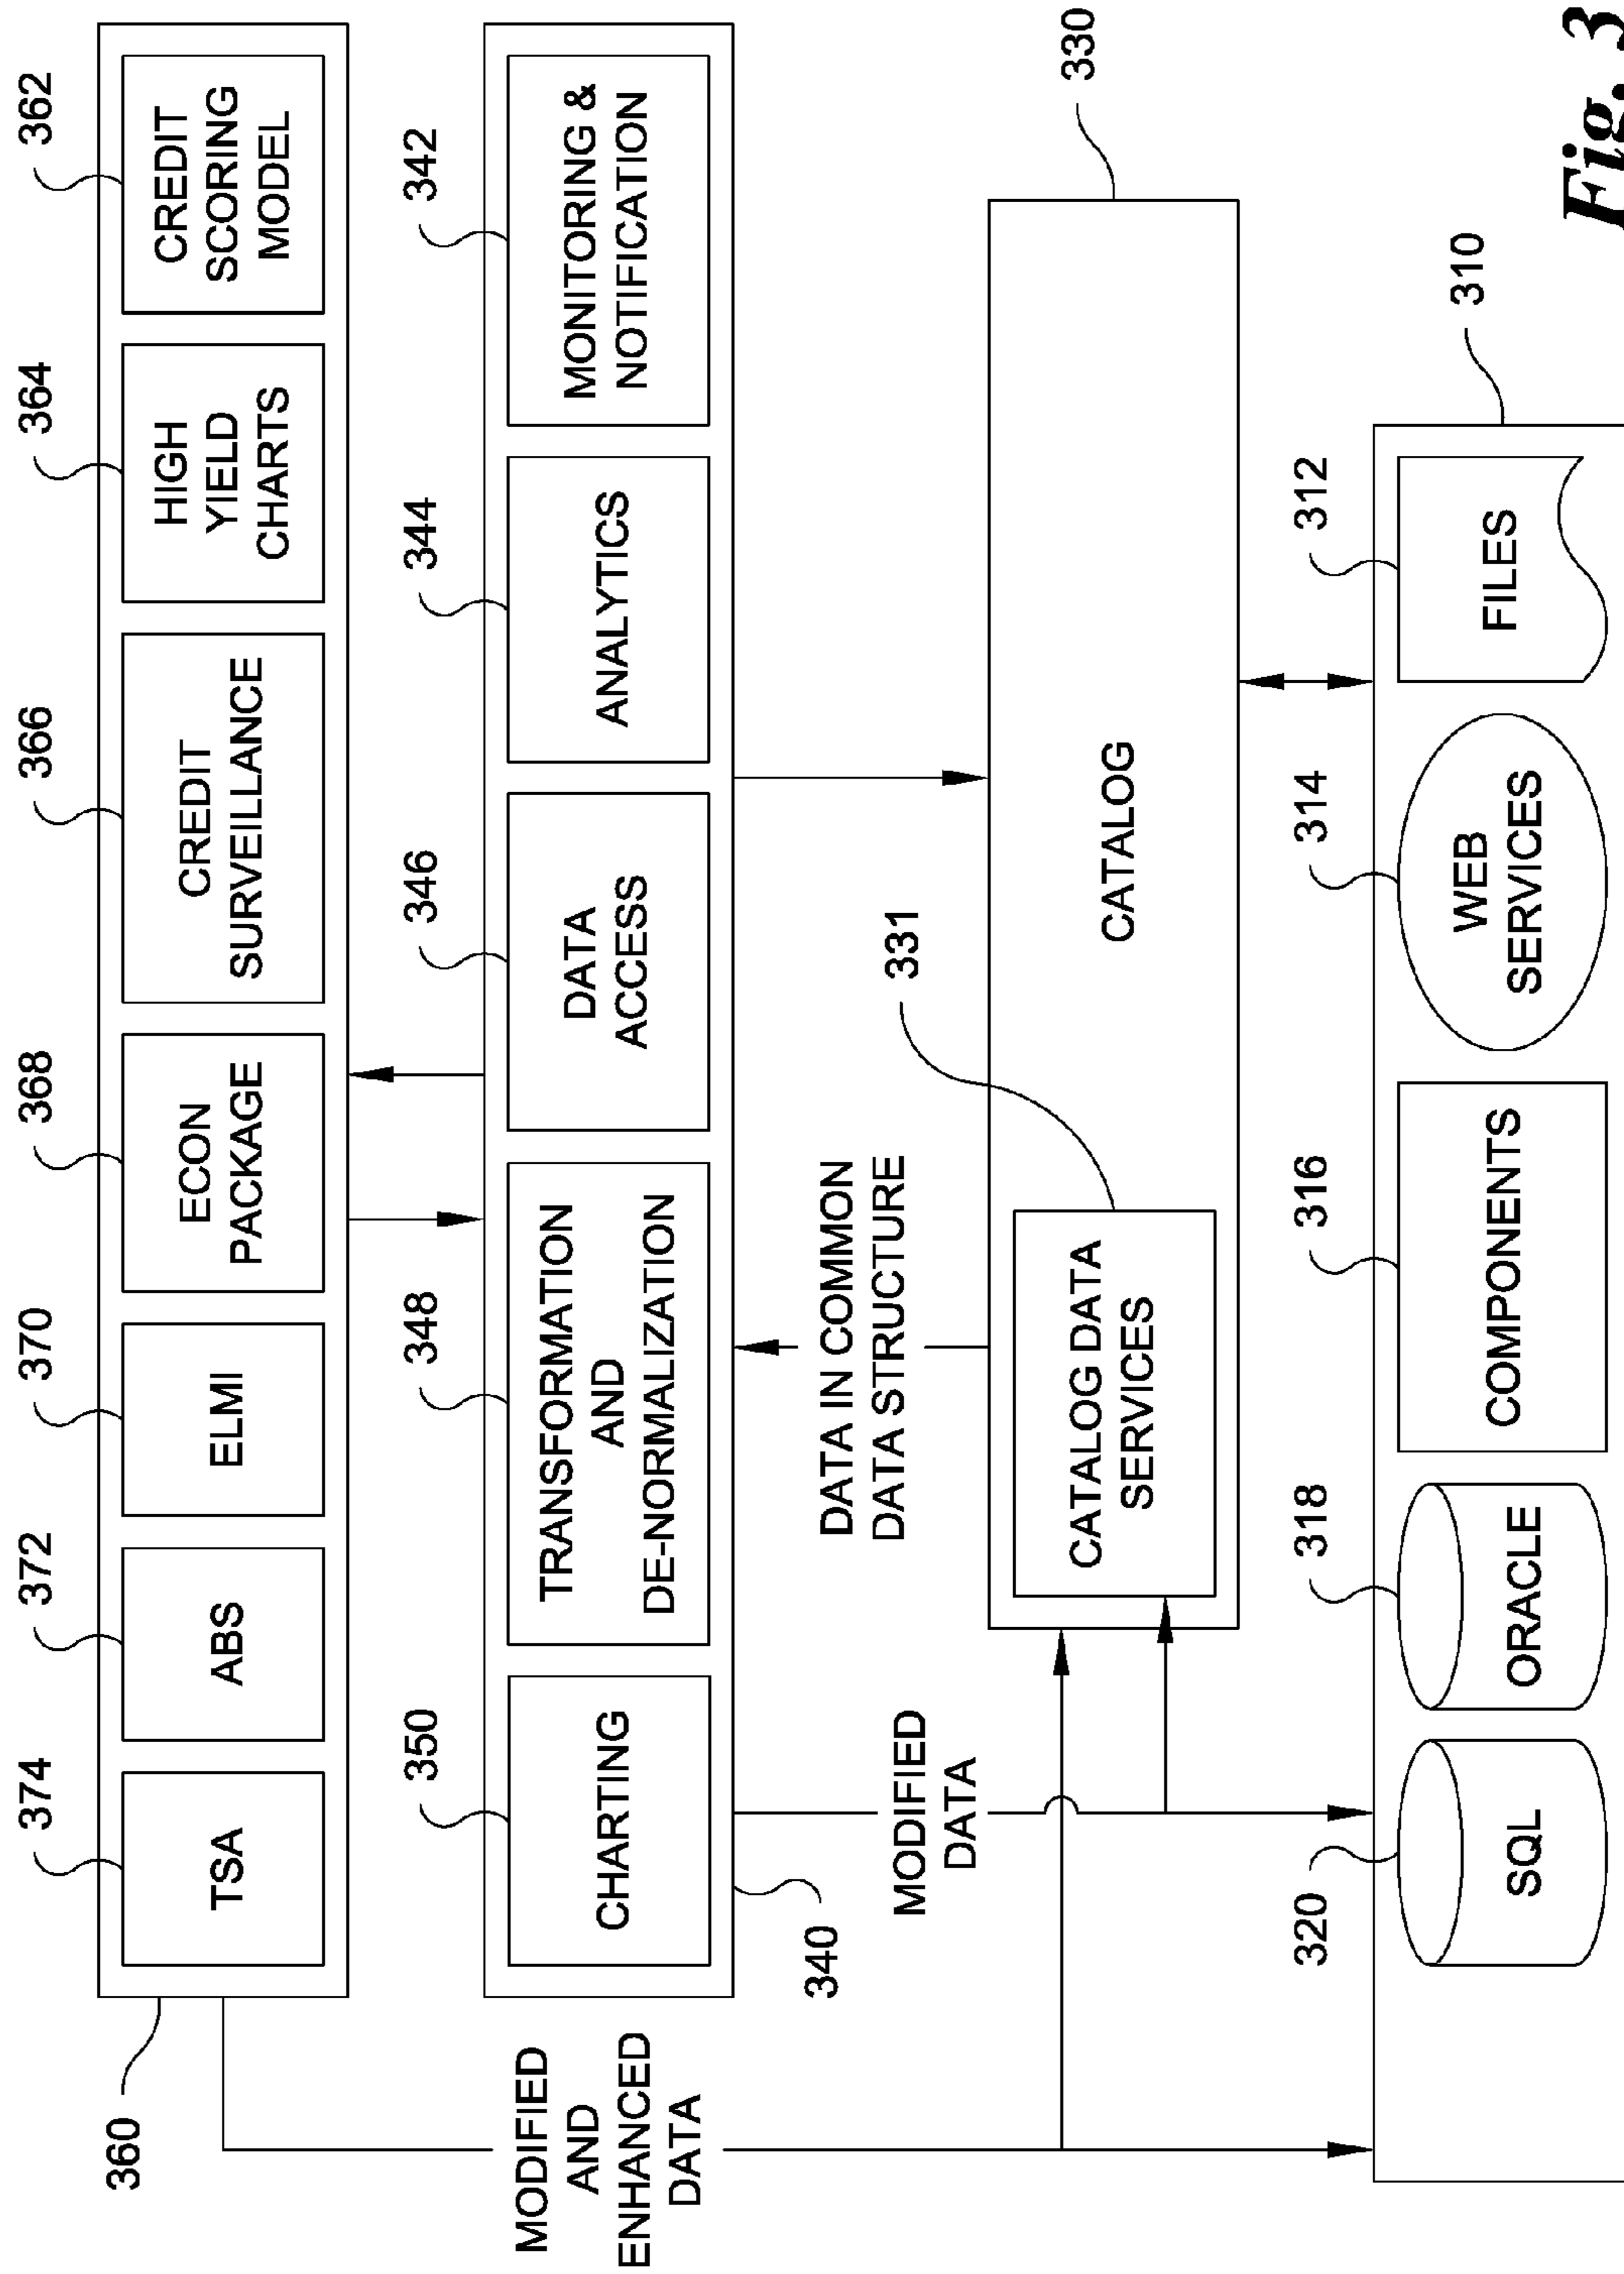 374
372
370
368
366
364
362
360
TSA
ABS
ELMI
ECON
PACKAGE
CREDIT
SURVEILLANCE
HIGH
YIELD
CHARTS
CREDIT
SCORING
MODEL
350
348
346
344
342
CHARTING
TRANSFORMATION
AND
DE-NORMALIZATION
DATA
ACCESS
ANALYTICS
MONITORING &
NOTIFICATION
MODIFIED
AND
ENHANCED
DATA
340
MODIFIED
DATA
DATA IN COMMON
DATA STRUCTURE
331
330
CATALOG DATA
SERVICES
CATALOG
320
318
316
314
312
310
SQL
ORACLE
COMPONENTS
WEB
SERVICES
FILES
Fig. 3